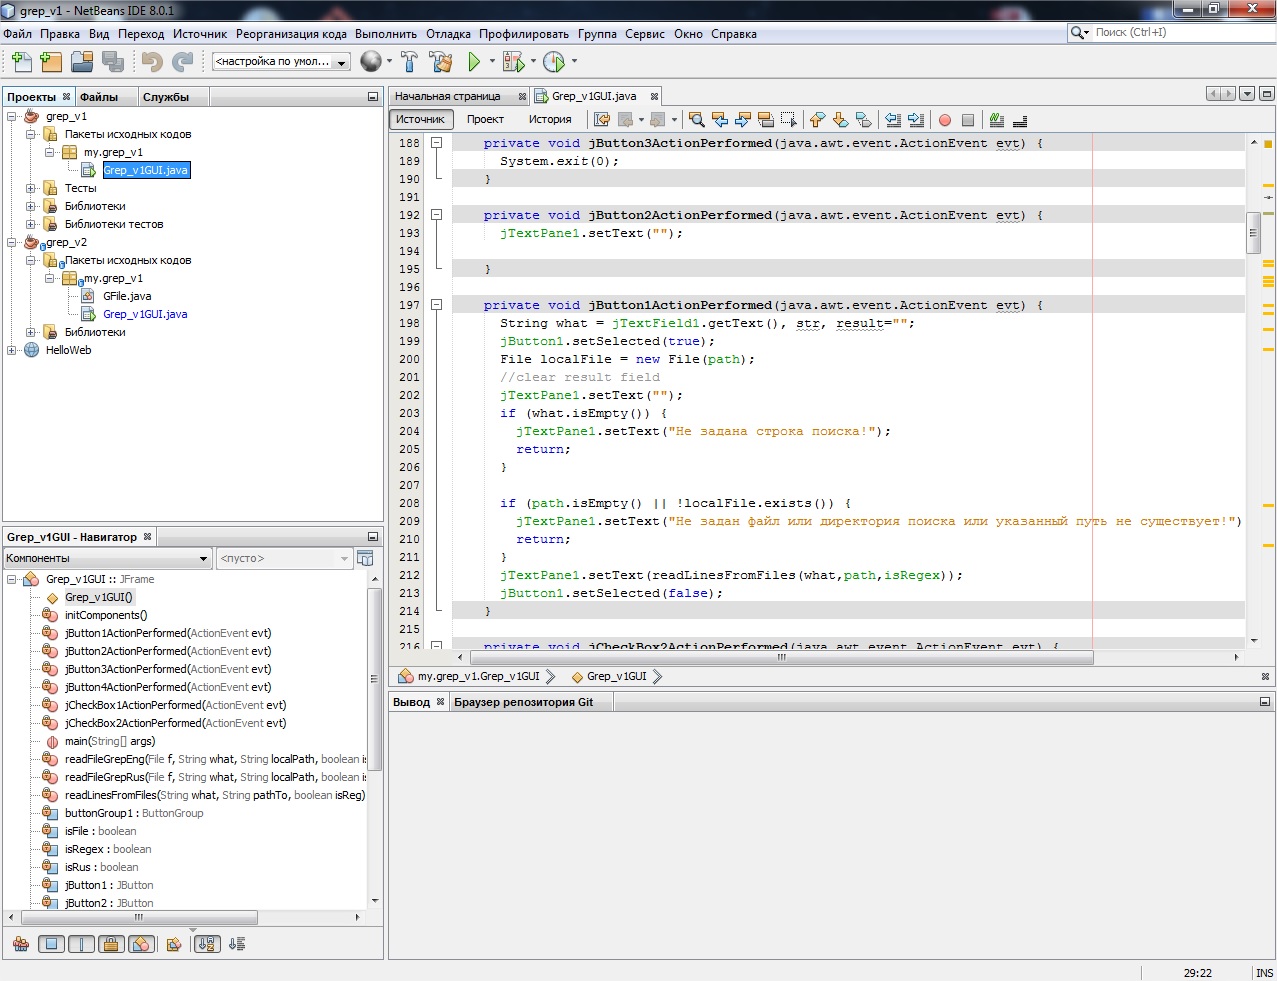 grep_v1 - NetBeans IDE 8.0.1
Файл Правка Вид Переход Источник Реорганизация кода Выполнить Отладка Профилировать Группа Сервис Окно Справка
Поиск (Ctrl+I)
<настройка по умол...
Проекты Файлы Службы
grep_v1
Пакеты исходных кодов
my.grep_v1
Grep_v1GUI.java
Тесты
Библиотеки
Библиотеки тестов
grep_v2
Пакеты исходных кодов
my.grep_v1
GFile.java
Grep_v1GUI.java
Библиотеки
HelloWeb
Grep_v1GUI - Навигатор
Компоненты
<пусто>
Grep_v1GUI :: JFrame
Grep_v1GUI()
initComponents()
jButton1ActionPerformed(ActionEvent evt)
jButton2ActionPerformed(ActionEvent evt)
jButton3ActionPerformed(ActionEvent evt)
jButton4ActionPerformed(ActionEvent evt)
jCheckBox1ActionPerformed(ActionEvent evt)
jCheckBox2ActionPerformed(ActionEvent evt)
main(String[] args)
readFileGrepEng(File f, String what, String localPath, boolean is
readFileGrepRus(File f, String what, String localPath, boolean is
readLinesFromFiles(String what, String pathTo, boolean isReg)
buttonGroup1 : ButtonGroup
isFile : boolean
isRegex : boolean
isRus : boolean
jButton1 : JButton
jButton2 : JButton
Начальная страница Grep_v1GUI.java
Источник Проект История
188 private void jButton3ActionPerformed(java.awt.event.ActionEvent evt) {
189 System.exit(0);
190 }
191
192 private void jButton2ActionPerformed(java.awt.event.ActionEvent evt) {
193 jTextPane1.setText("");
194
195 }
196
197 private void jButton1ActionPerformed(java.awt.event.ActionEvent evt) {
198 String what = jTextField1.getText(), str, result="";
199 jButton1.setSelected(true);
200 File localFile = new File(path);
201 //clear result field
202 jTextPane1.setText("");
203 if (what.isEmpty()) {
204 jTextPane1.setText("Не задана строка поиска!");
205 return;
206 }
207
208 if (path.isEmpty() || !localFile.exists()) {
209 jTextPane1.setText("Не задан файл или директория поиска или указанный путь не существует!")
210 return;
211 }
212 jTextPane1.setText(readLinesFromFiles(what,path,isRegex));
213 jButton1.setSelected(false);
214 }
215
216 private void jCheckBox2ActionPerformed(java.awt.event.ActionEvent evt) {
my.grep_v1.Grep_v1GUI Grep_v1GUI
Вывод Браузер репозитория Git
29:22 INS